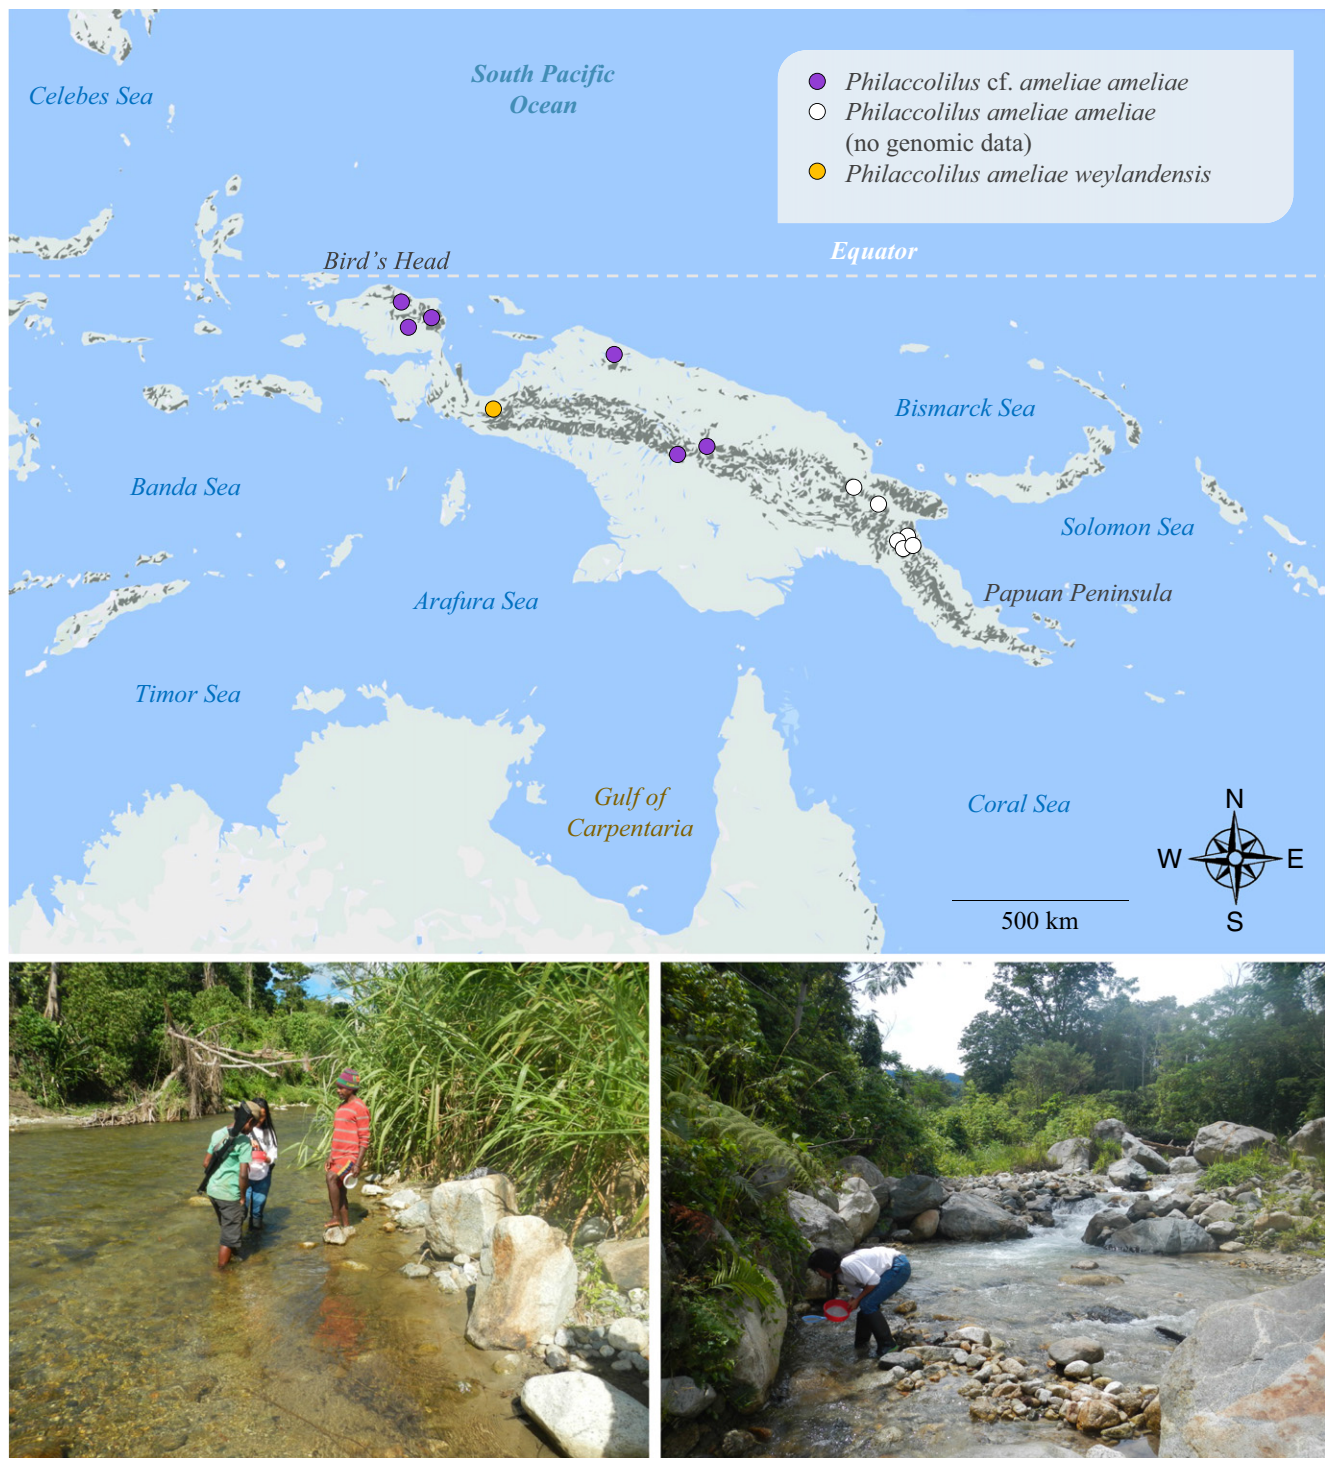 Celebes Sea
South Pacific
Ocean
Philaccolilus cf. ameliae ameliae
Philaccolilus ameliae ameliae
(no genomic data)
Philaccolilus ameliae weylandensis
Equator
Bird’s Head
Bismarck Sea
Banda Sea
Solomon Sea
Arafura Sea
Papuan Peninsula
Timor Sea
Gulf of
Carpentaria
Coral Sea
N
W
E
S
500 km